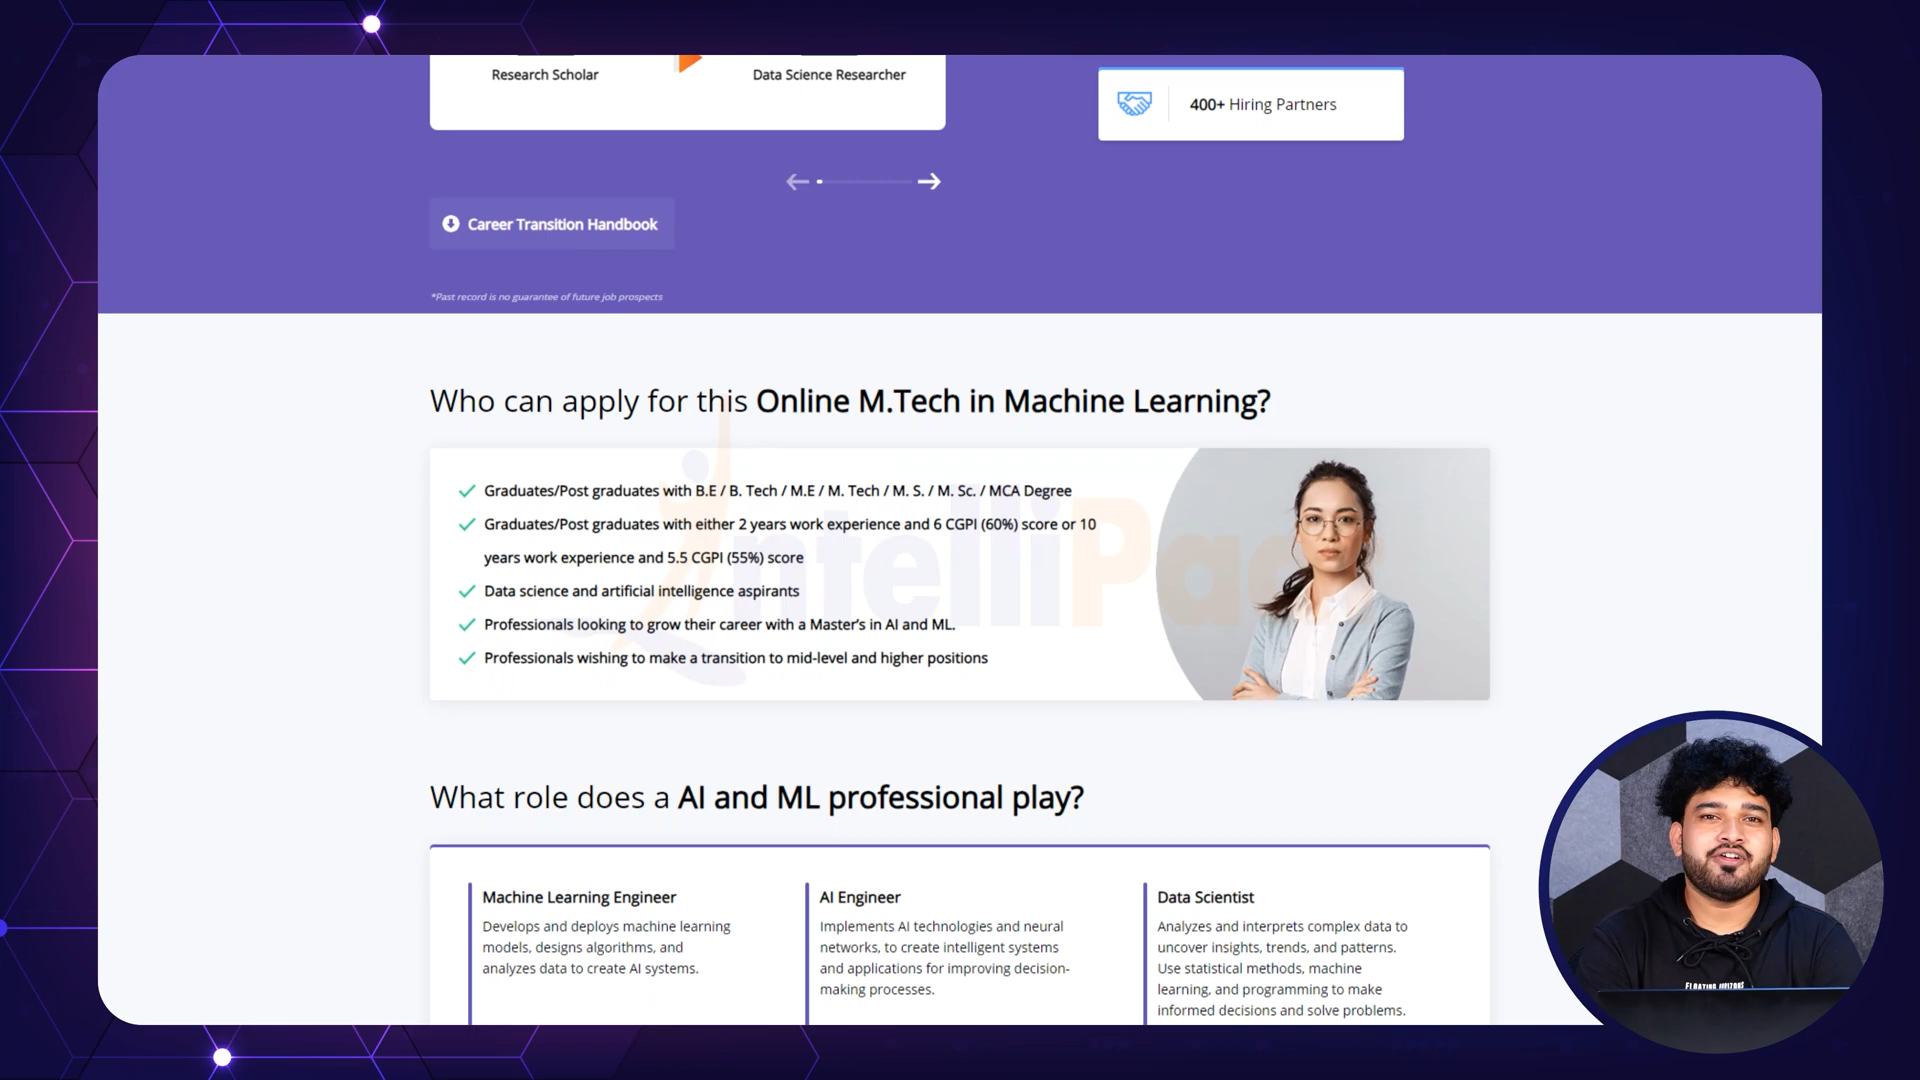 Research Scholar
Data Science Researcher
400+ Hiring Partners
Career Transition Handbook
*Past record is no guarantee of future job prospects
Who can apply for this Online M.Tech in Machine Learning?
Graduates/Post graduates with B.E / B. Tech / M.E / M. Tech / M. S. / M. Sc. / MCA Degree
Graduates/Post graduates with either 2 years work experience and 6 CGPI (60%) score or 10
years work experience and 5.5 CGPI (55%) score
Data science and artificial intelligence aspirants
Professionals looking to grow their career with a Master's in AI and ML.
Professionals wishing to make a transition to mid-level and higher positions
What role does a AI and ML professional play?
Machine Learning Engineer
Develops and deploys machine learning
models, designs algorithms, and
analyzes data to create AI systems.
AI Engineer
Implements AI technologies and neural
networks, to create intelligent systems
and applications for improving decision-
making processes.
Data Scientist
Analyzes and interprets complex data to
uncover insights, trends, and patterns.
Use statistical methods, machine
learning, and programming to make
informed decisions and solve problems.